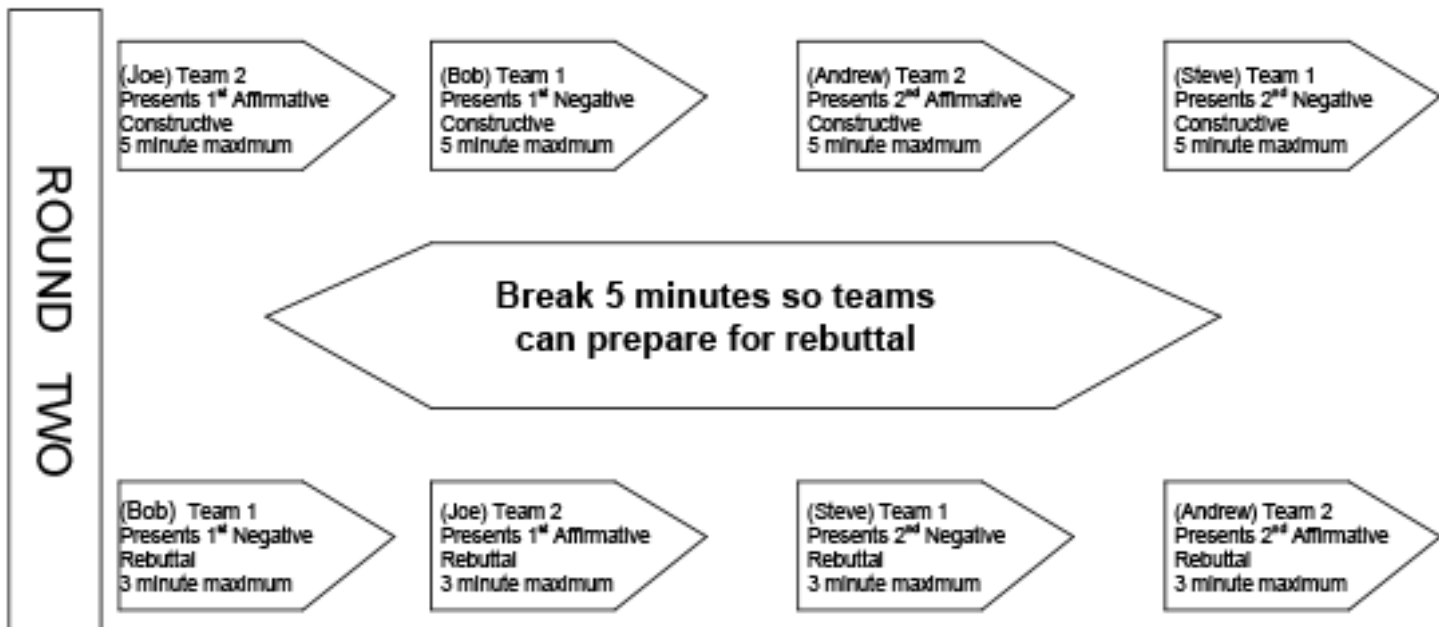 ROUND TWO
(Joe) Team 2
Presents 1st Affirmative
Constructive
5 minute maximum
(Bob) Team 1
Presents 1st Negative
Constructive
5 minute maximum
(Andrew) Team 2
Presents 2nd Affirmative
Constructive
5 minute maximum
(Steve) Team 1
Presents 2nd Negative
Constructive
5 minute maximum
Break 5 minutes so teams
can prepare for rebuttal
(Bob) Team 1
Presents 1st Negative
Rebuttal
3 minute maximum
(Joe) Team 2
Presents 1st Affirmative
Rebuttal
3 minute maximum
(Steve) Team 1
Presents 2nd Negative
Rebuttal
3 minute maximum
(Andrew) Team 2
Presents 2nd Affirmative
Rebuttal
3 minute maximum